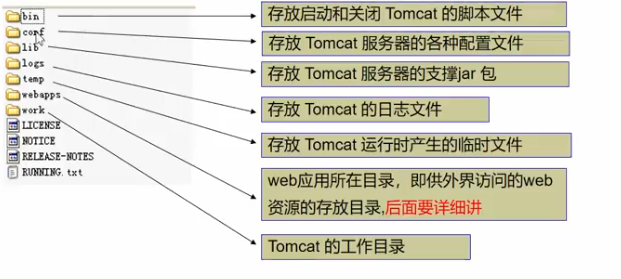 bin
存放启动和关闭 Tomcat 的脚本文件
conf
存放 Tomcat 服务器的各种配置文件
lib
存放 Tomcat 服务器的支撑jar 包
logs
存放 Tomcat 的日志文件
temp
存放 Tomcat 运行时产生的临时文件
webapps
web应用所在目录，即供外界访问的web
资源的存放目录,后面要详细讲
work
Tomcat 的工作目录
LICENSE
NOTICE
RELEASE-NOTES
RUNNING.txt